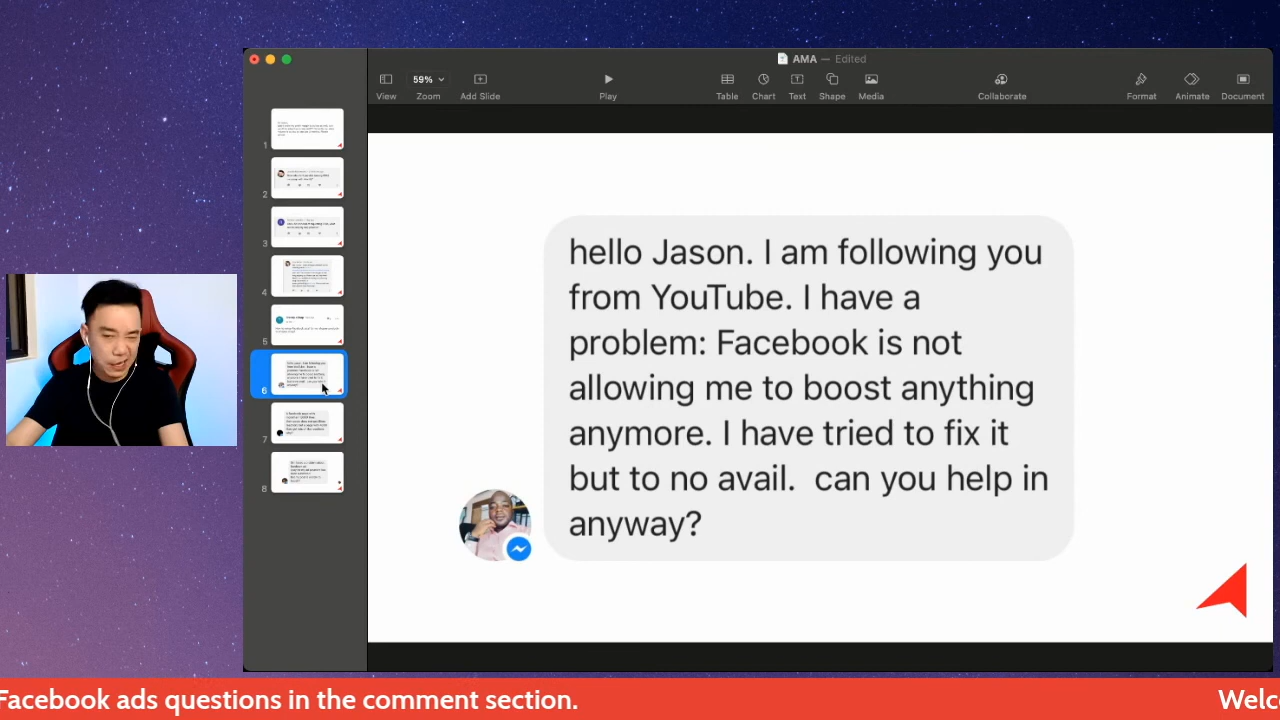 AMA — Edited
59%
View
Zoom
Add Slide
Play
Table
Chart
Text
Shape
Media
Collaborate
Format
Animate
Document
1
2
3
4
5
6
7
8
hello Jason. I am following you
from YouTube. I have a
problem: Facebook is not
allowing me to boost anything
anymore. I have tried to fix it
but to no avail.  can you help in
anyway?
Facebook ads questions in the comment section.
Welc